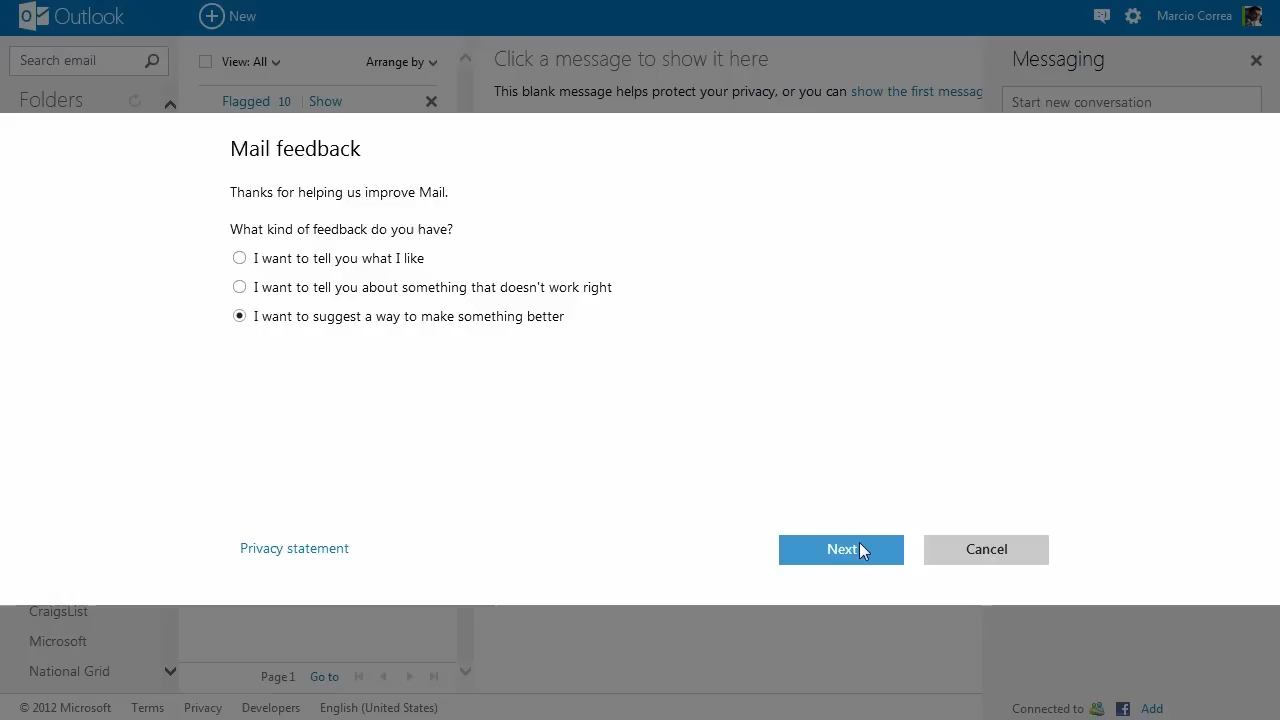 Outlook
New
Marcio Correa
Search email
View: All
Arrange by
Click a message to show it here
Messaging
Folders
Flagged 10 Show
This blank message helps protect your privacy, or you can show the first messag
Start new conversation
Mail feedback
Thanks for helping us improve Mail.
What kind of feedback do you have?
I want to tell you what I like
I want to tell you about something that doesn't work right
I want to suggest a way to make something better
Privacy statement
Next
Cancel
CraigsList
Microsoft
National Grid
Page 1 Go to
© 2012 Microsoft Terms Privacy Developers English (United States)
Connected to Add